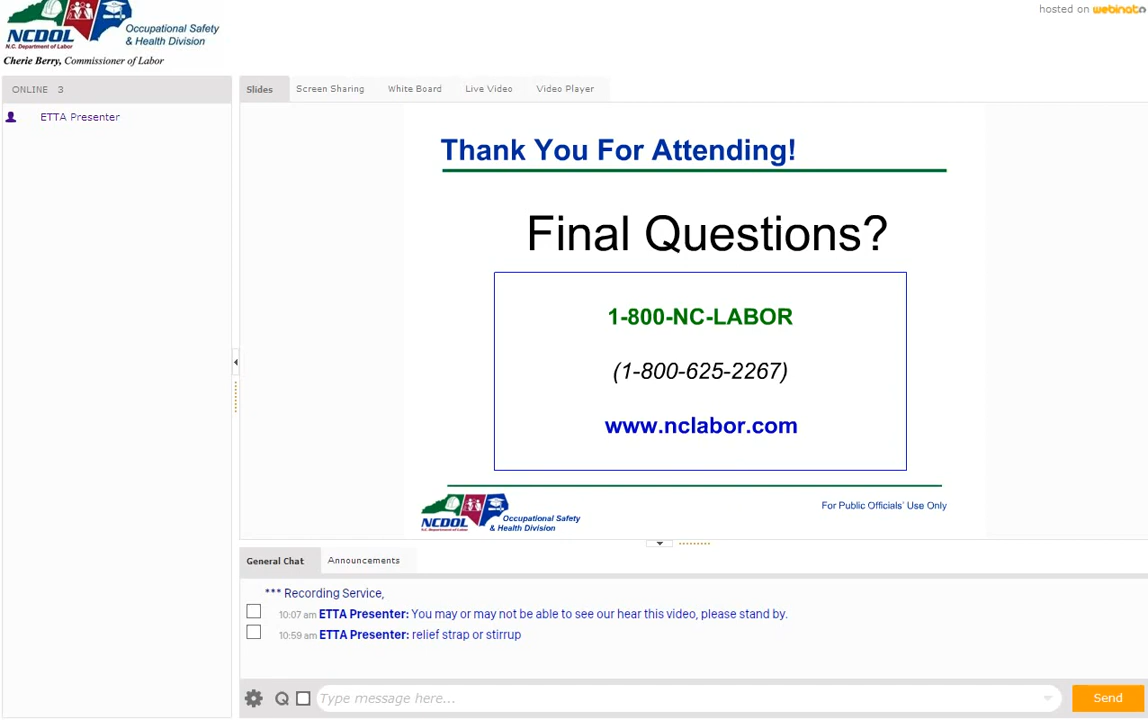 NCDOL
N.C. Department of Labor
Occupational Safety
& Health Division
Cherie Berry, Commissioner of Labor
hosted on webinato
ONLINE 3
ETTA Presenter
Slides Screen Sharing White Board Live Video Video Player
Thank You For Attending!
Final Questions?
1-800-NC-LABOR
(1-800-625-2267)
www.nclabor.com
NCDOL
N.C. Department of Labor
Occupational Safety
& Health Division
For Public Officials' Use Only
General Chat Announcements
*** Recording Service,
10:07 am ETTA Presenter: You may or may not be able to see our hear this video, please stand by.
10:59 am ETTA Presenter: relief strap or stirrup
Q Type message here... Send